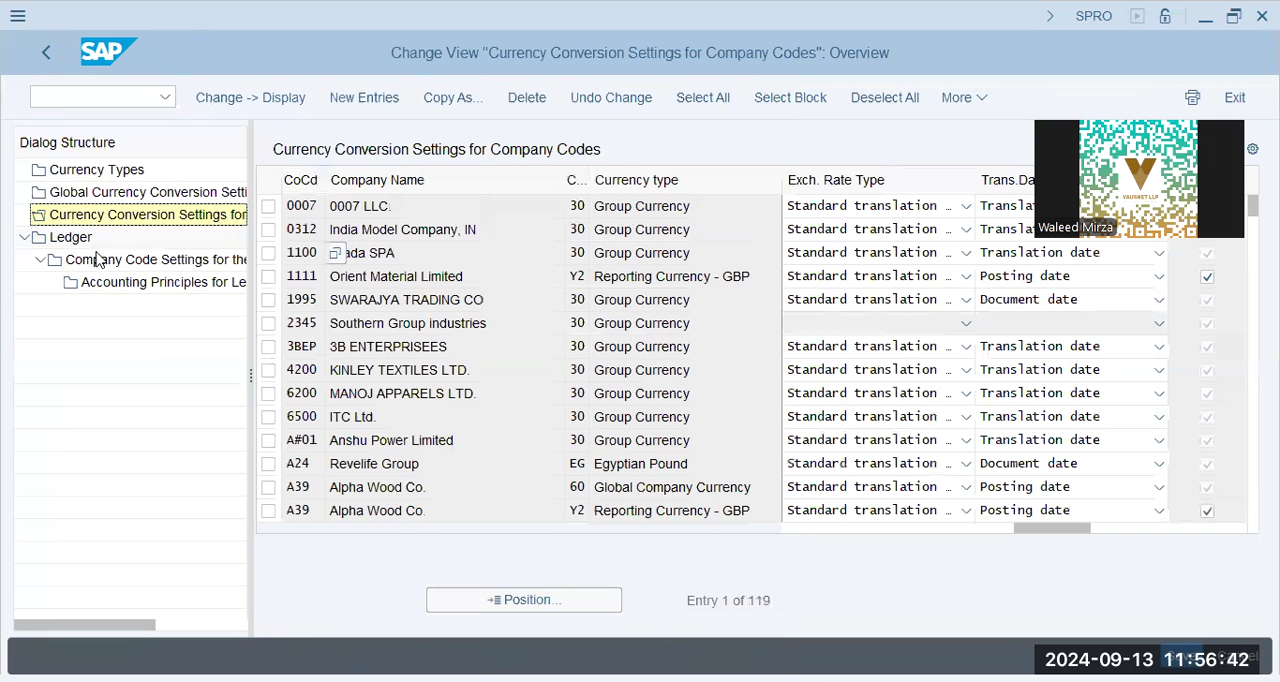 SPRO
SAP
Change View "Currency Conversion Settings for Company Codes": Overview
Change -> Display New Entries Copy As... Delete Undo Change Select All Select Block Deselect All More Exit
Dialog Structure
Currency Types
Global Currency Conversion Setti
Currency Conversion Settings for
Ledger
Company Code Settings for the
Accounting Principles for Le
Currency Conversion Settings for Company Codes
CoCd Company Name C... Currency type Exch. Rate Type Trans.Da
0007 0007 LLC Group Currency 30 Standard translation … Transla
0312 India Motel Company, IN 30 Group Currency Standard translation … Transla
1100 ada SPA 30 Group Currency Standard translation … Translation date
1111 Orient Material Limited Y2 Reporting Currency - GBP Standard translation … Posting date
1995 SWARAJYA TRADING CO 30 Group Currency Standard translation … Document date
2345 Southern Group industries 30 Group Currency
3BEP 3B ENTERPRISEES 30 Group Currency Standard translation … Translation date
4200 KINLEY TEXTILES LTD. 30 Group Currency Standard translation … Translation date
6200 MANOJ APPARELS LTD. 30 Group Currency Standard translation … Translation date
6500 ITC Ltd. 30 Group Currency Standard translation … Translation date
A#01 Anshu Power Limited 30 Group Currency Standard translation … Translation date
A24 Revelife Group EG Egyptian Pound Standard translation … Document date
A39 Alpha Wood Co. 60 Global Company Currency Standard translation … Posting date
A39 Alpha Wood Co. Y2 Reporting Currency - GBP Standard translation … Posting date
VAUSNET LLP
Waleed Mirza
Position... Entry 1 of 119
2024-09-13 11:56:42